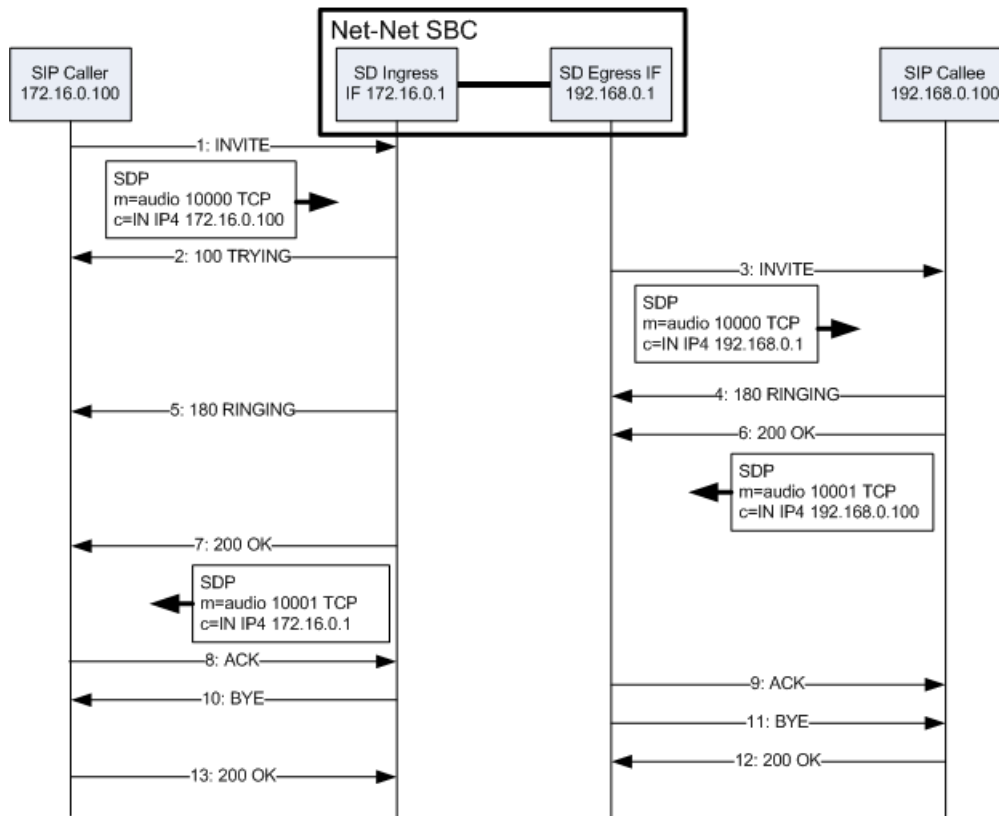 Net-Net SBC
SIP Caller
172.16.0.100
SD Ingress
IF 172.16.0.1
SD Egress IF
192.168.0.1
SIP Callee
192.168.0.100
1: INVITE
SDP
m=audio 10000 TCP
c=IN IP4 172.16.0.100
2: 100 TRYING
3: INVITE
SDP
m=audio 10000 TCP
c=IN IP4 192.168.0.1
4: 180 RINGING
5: 180 RINGING
6: 200 OK
SDP
m=audio 10001 TCP
c=IN IP4 192.168.0.100
7: 200 OK
SDP
m=audio 10001 TCP
c=IN IP4 172.16.0.1
8: ACK
9: ACK
10: BYE
11: BYE
12: 200 OK
13: 200 OK